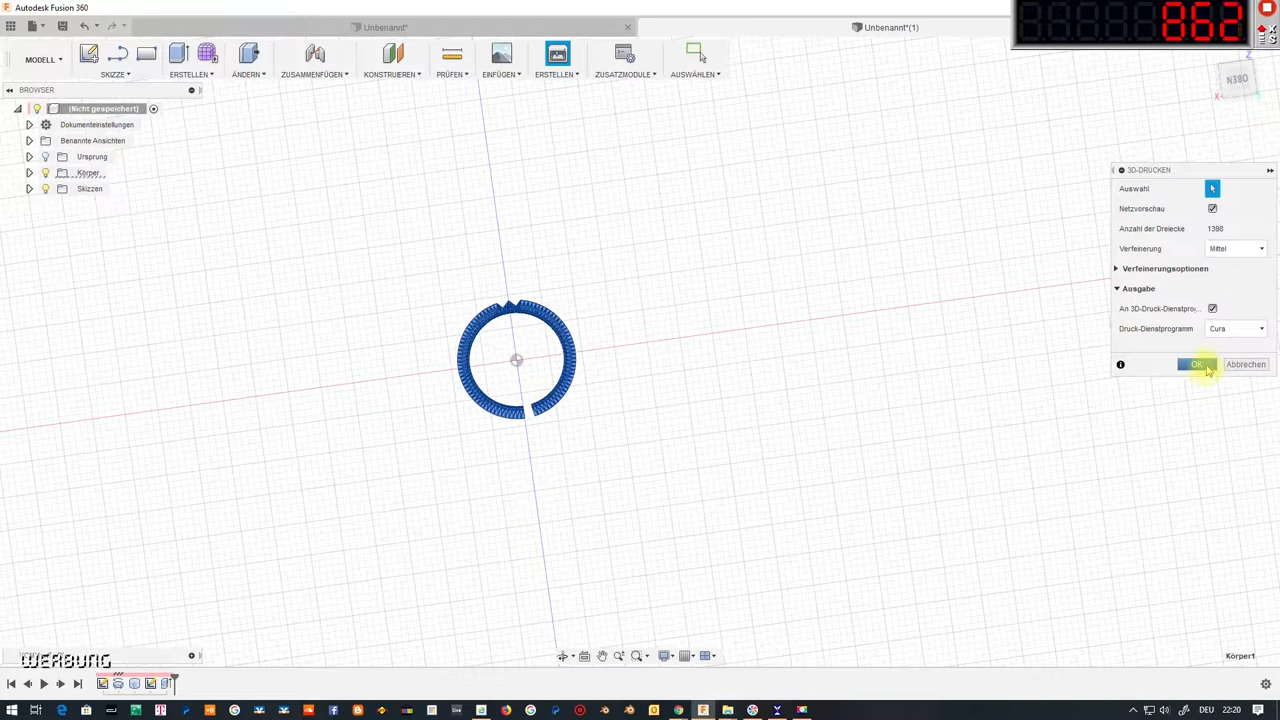 Autodesk Fusion 360
Unbenannt*
Unbenannt*(1)
862
MODELL
SKIZZE
ERSTELLEN
ÄNDERN
ZUSAMMENFÜGEN
KONSTRUIEREN
PRÜFEN
EINFÜGEN
ERSTELLEN
ZUSATZMODULE
AUSWÄHLEN
BROWSER
(Nicht gespeichert)
Dokumenteinstellungen
Benannte Ansichten
Ursprung
Körper
Skizzen
Z
X
3D-DRUCKEN
Auswahl
Netzvorschau
Anzahl der Dreiecke 1398
Verfeinerung: Mittel
Verfeinerungsoptionen
Ausgabe
An 3D-Druck-Dienstpro...
Druck-Dienstprogramm Cura
OK Abbrechen
WERBUNG
Körper1
DEU 22:20